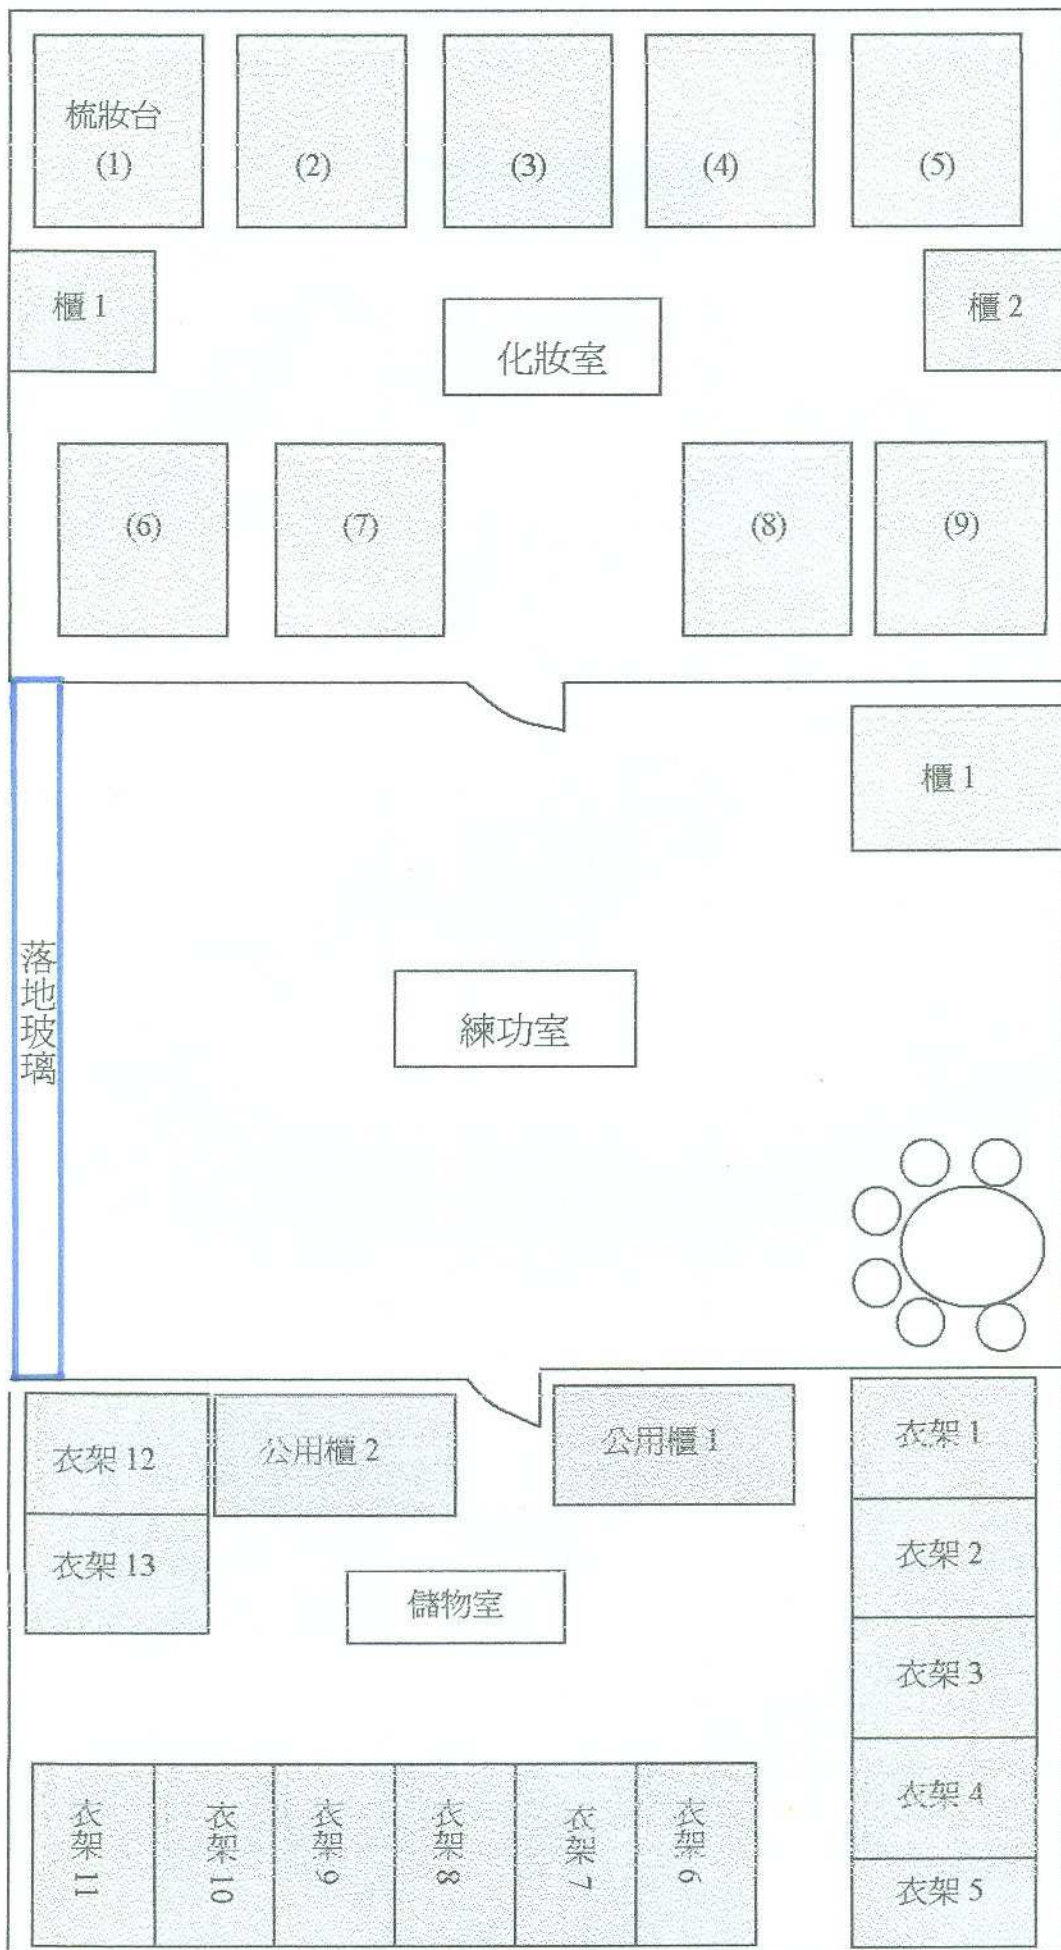 梳妝台
(1)
(2)
(3)
(4)
(5)
櫃 1
櫃 2
化妝室
(6)
(7)
(8)
(9)
櫃 1
落地玻璃
練功室
衣架 12
公用櫃 2
公用櫃 1
衣架 1
衣架 13
衣架 2
儲物室
衣架 3
衣架 4
衣架 5
衣架 11
衣架 10
衣架 9
衣架 8
衣架 7
衣架 6